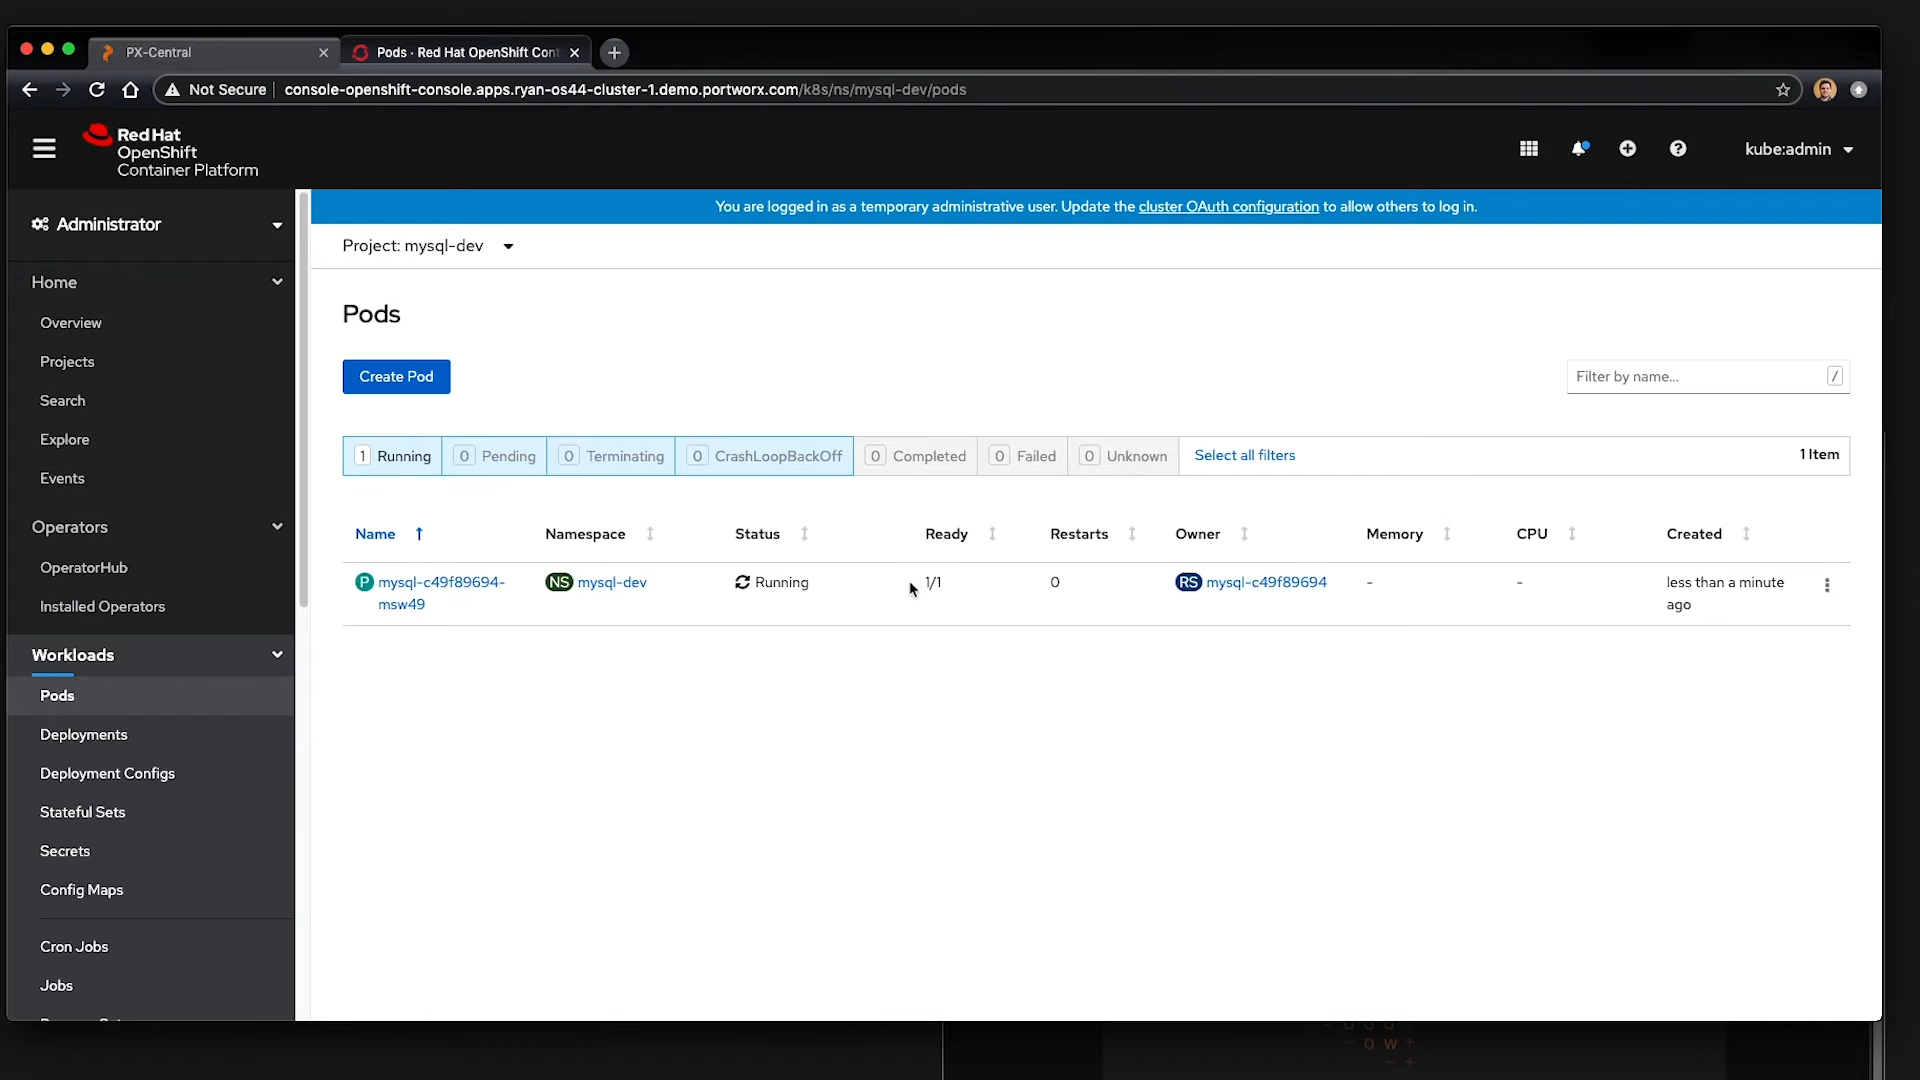 PX-Central
Pods · Red Hat OpenShift Cont
Not Secure
console-openshift-console.apps.ryan-os44-cluster-1.demo.portworx.com/k8s/ns/mysql-dev/pods
Red Hat
OpenShift
Container Platform
kube:admin
Administrator
You are logged in as a temporary administrative user. Update the cluster OAuth configuration to allow others to log in.
Project: mysql-dev
Home
Overview
Projects
Search
Explore
Events
Operators
OperatorHub
Installed Operators
Workloads
Pods
Deployments
Deployment Configs
Stateful Sets
Secrets
Config Maps
Cron Jobs
Jobs
Pods
Create Pod
Filter by name...
/
1 Running
0 Pending
0 Terminating
0 CrashLoopBackOff
0 Completed
0 Failed
0 Unknown
Select all filters
1 Item
Name Namespace Status Ready Restarts Owner Memory CPU Created
P mysql-c49f89694- NS mysql-dev Running 1/1 0 RS mysql-c49f89694 - - less than a minute
msw49 ago